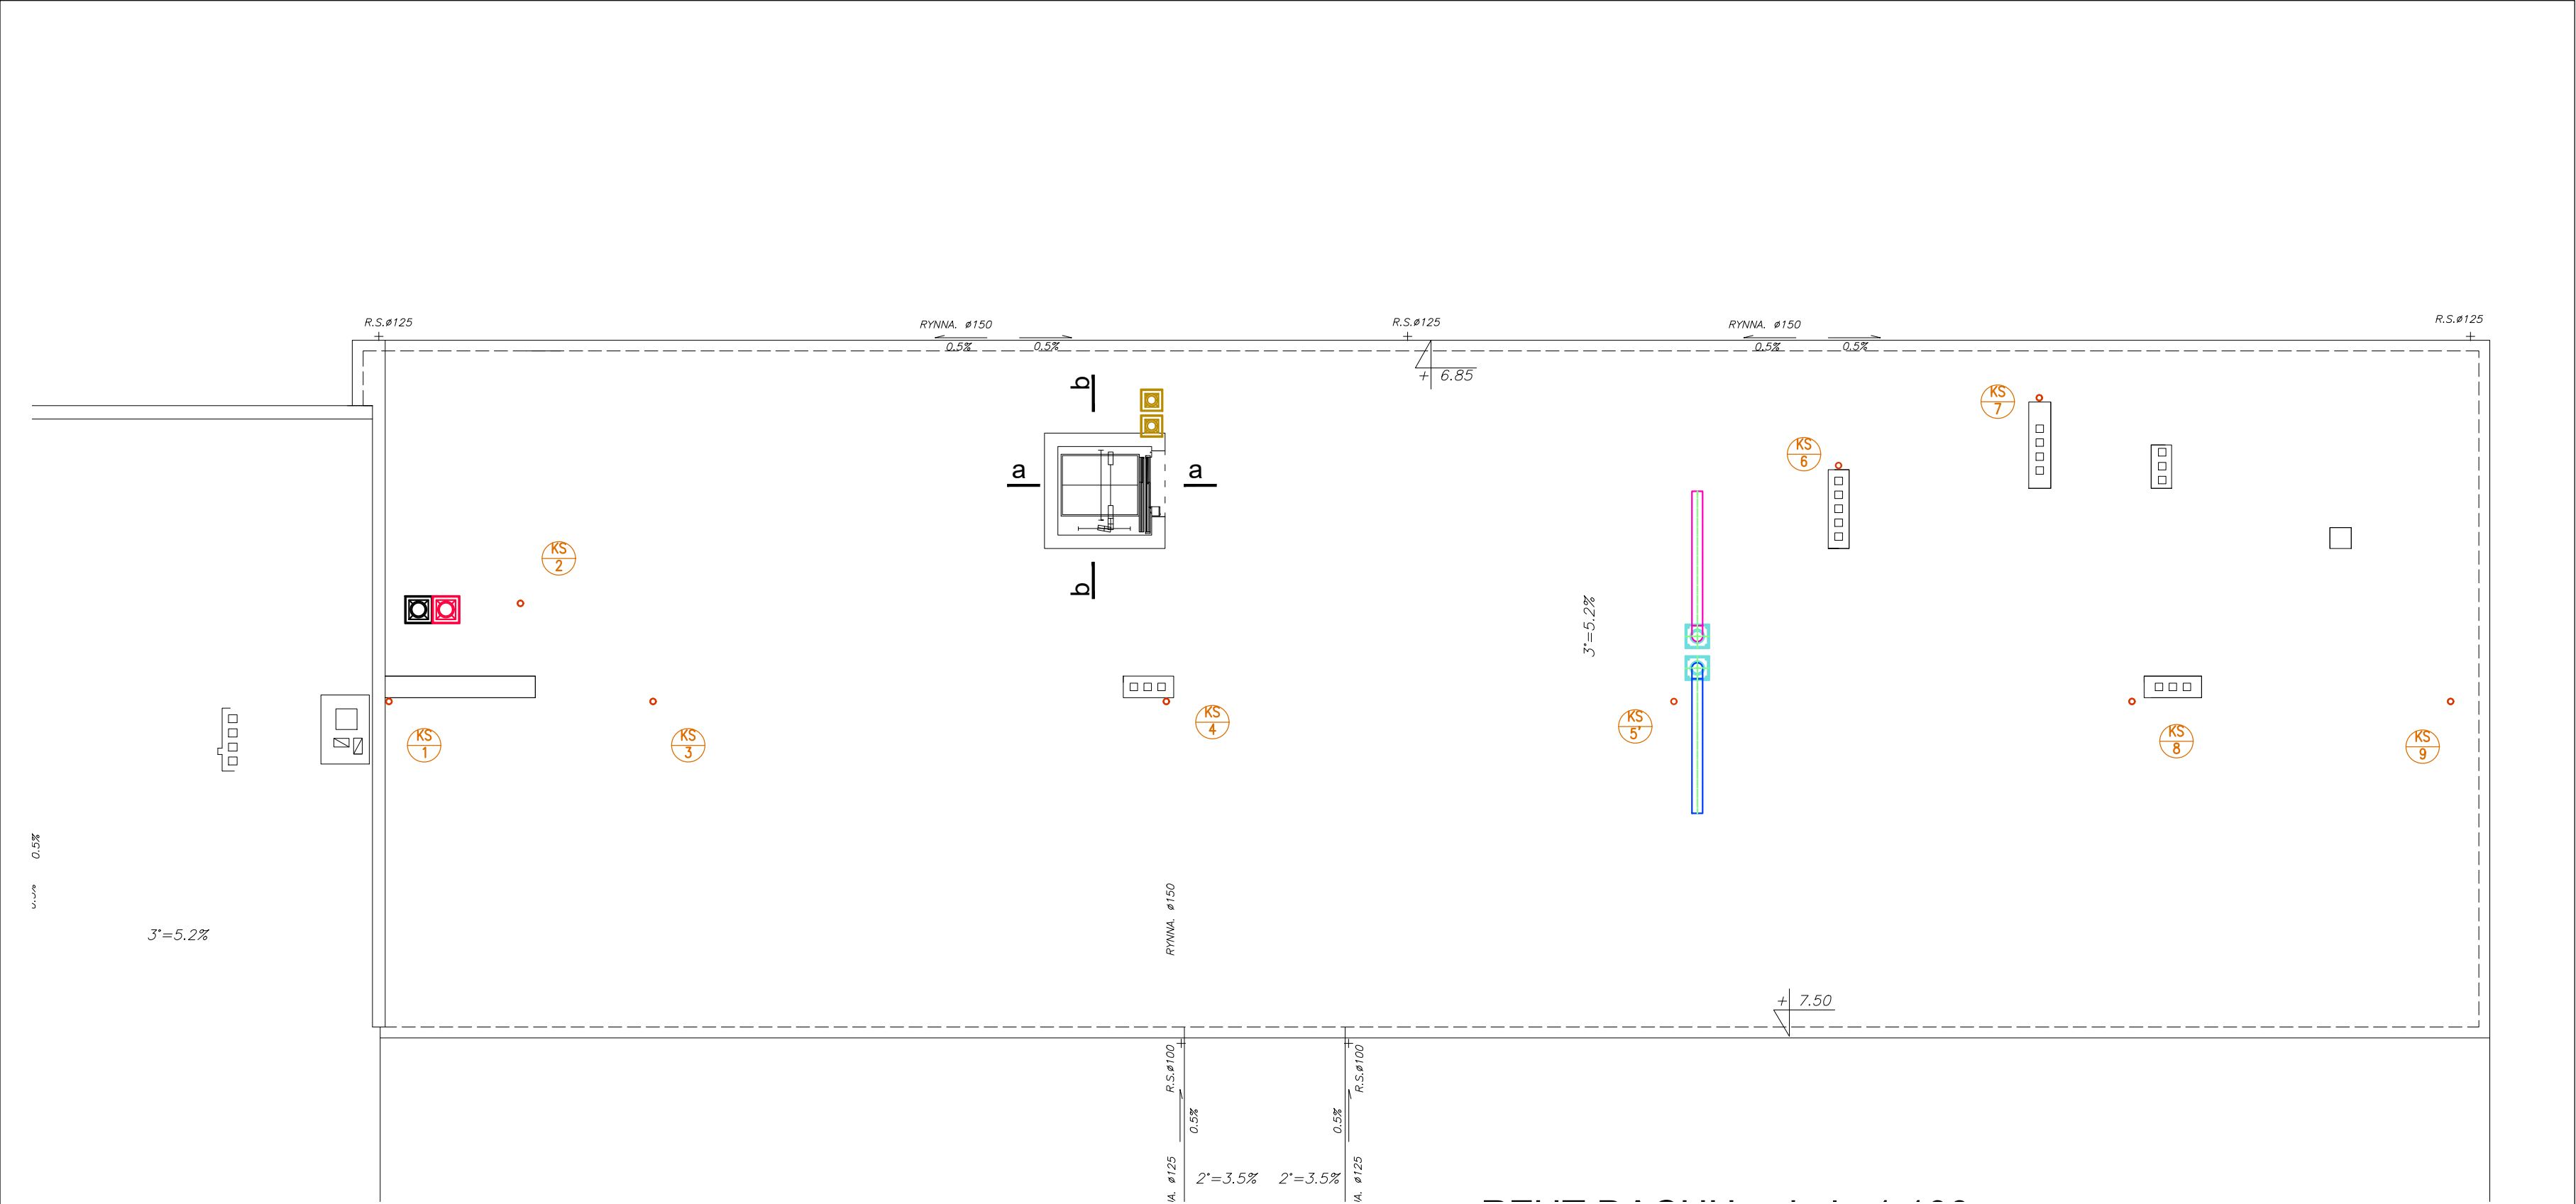 R.S.ø125
RYNNA. ø150
0.5%
0.5%
R.S.ø125
RYNNA. ø150
0.5%
0.5%
R.S.ø125
+ 6.85
b
KS
7
KS
6
a
a
KS
2
b
3°=5.2%
KS
1
KS
3
KS
4
KS
5'
KS
8
KS
9
0.5%
3°=5.2%
RYNNA. ø150
+ 7.50
R.S.ø100
R.S.ø100
0.5%
0.5%
ø125
2°=3.5%
2°=3.5%
ø125